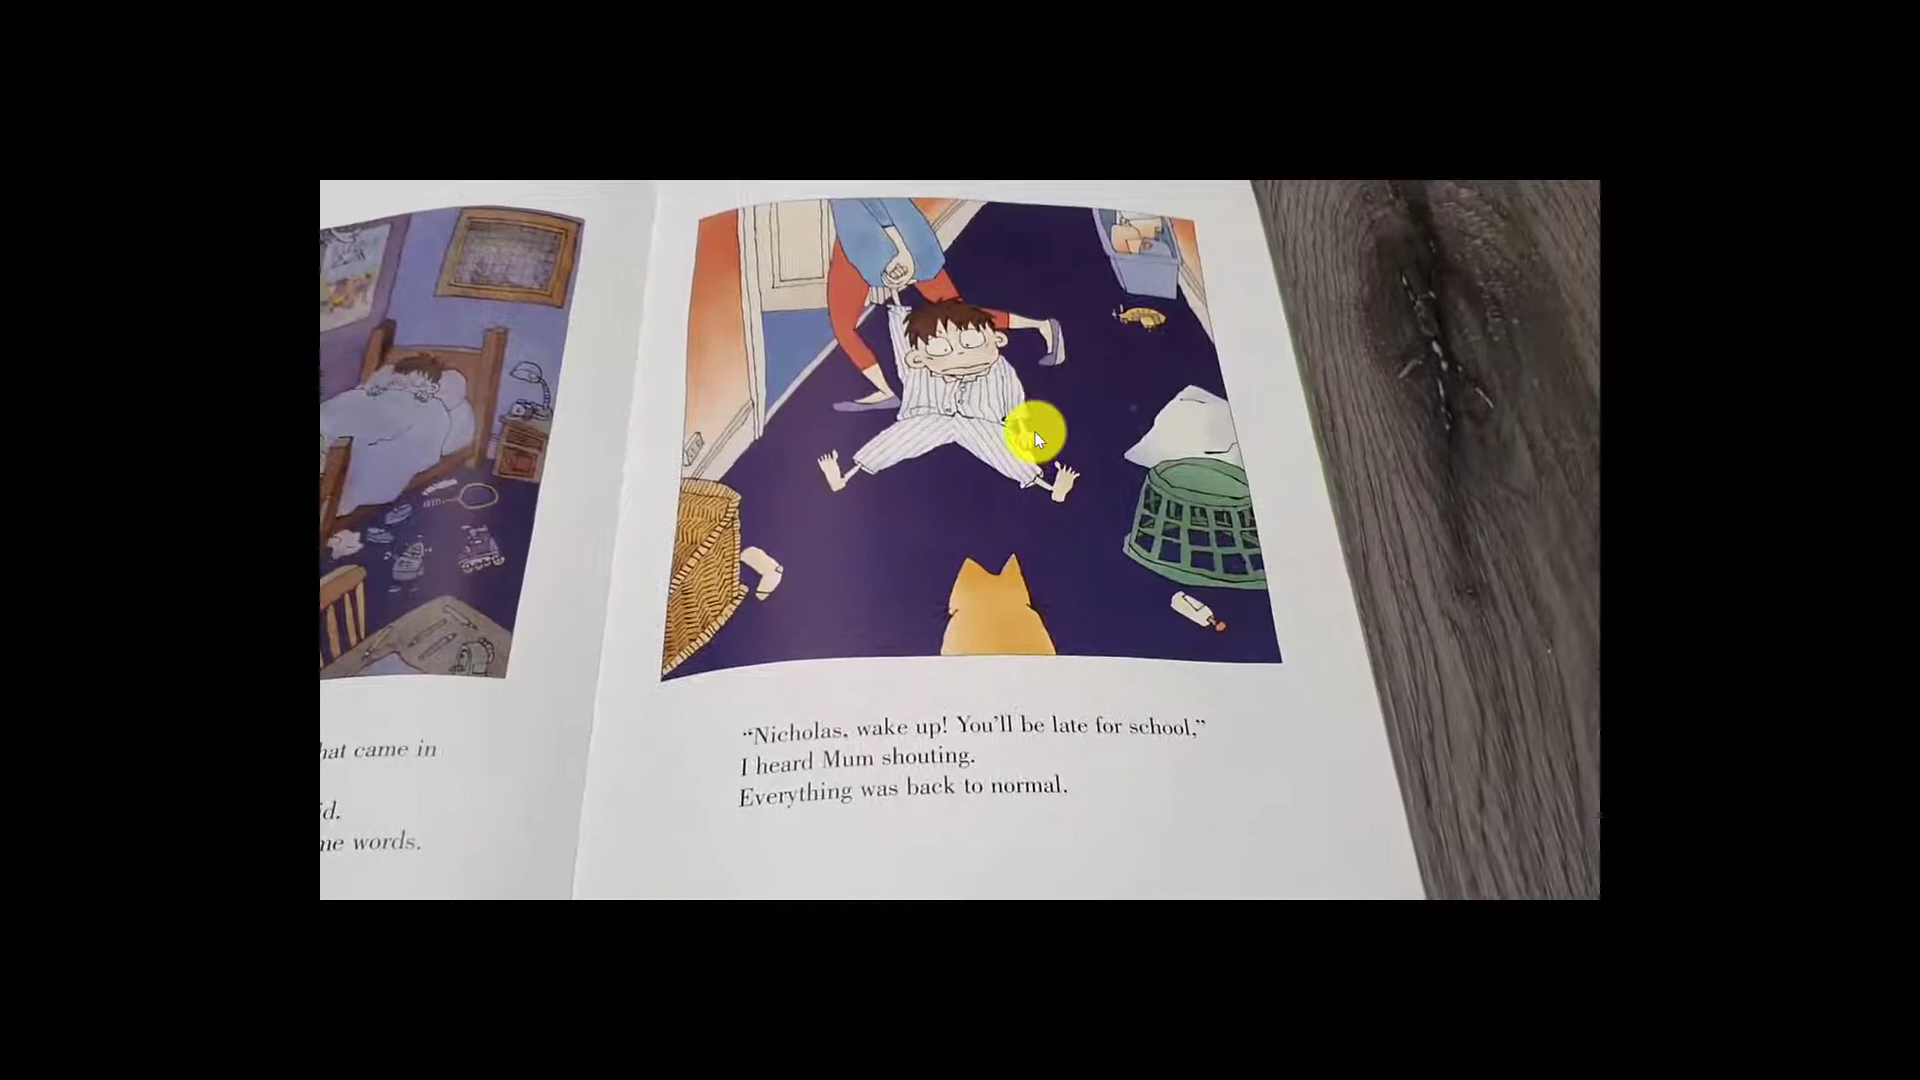 hat came in
d.
me words.
“Nicholas, wake up! You’ll be late for school,”
I heard Mum shouting.
Everything was back to normal.